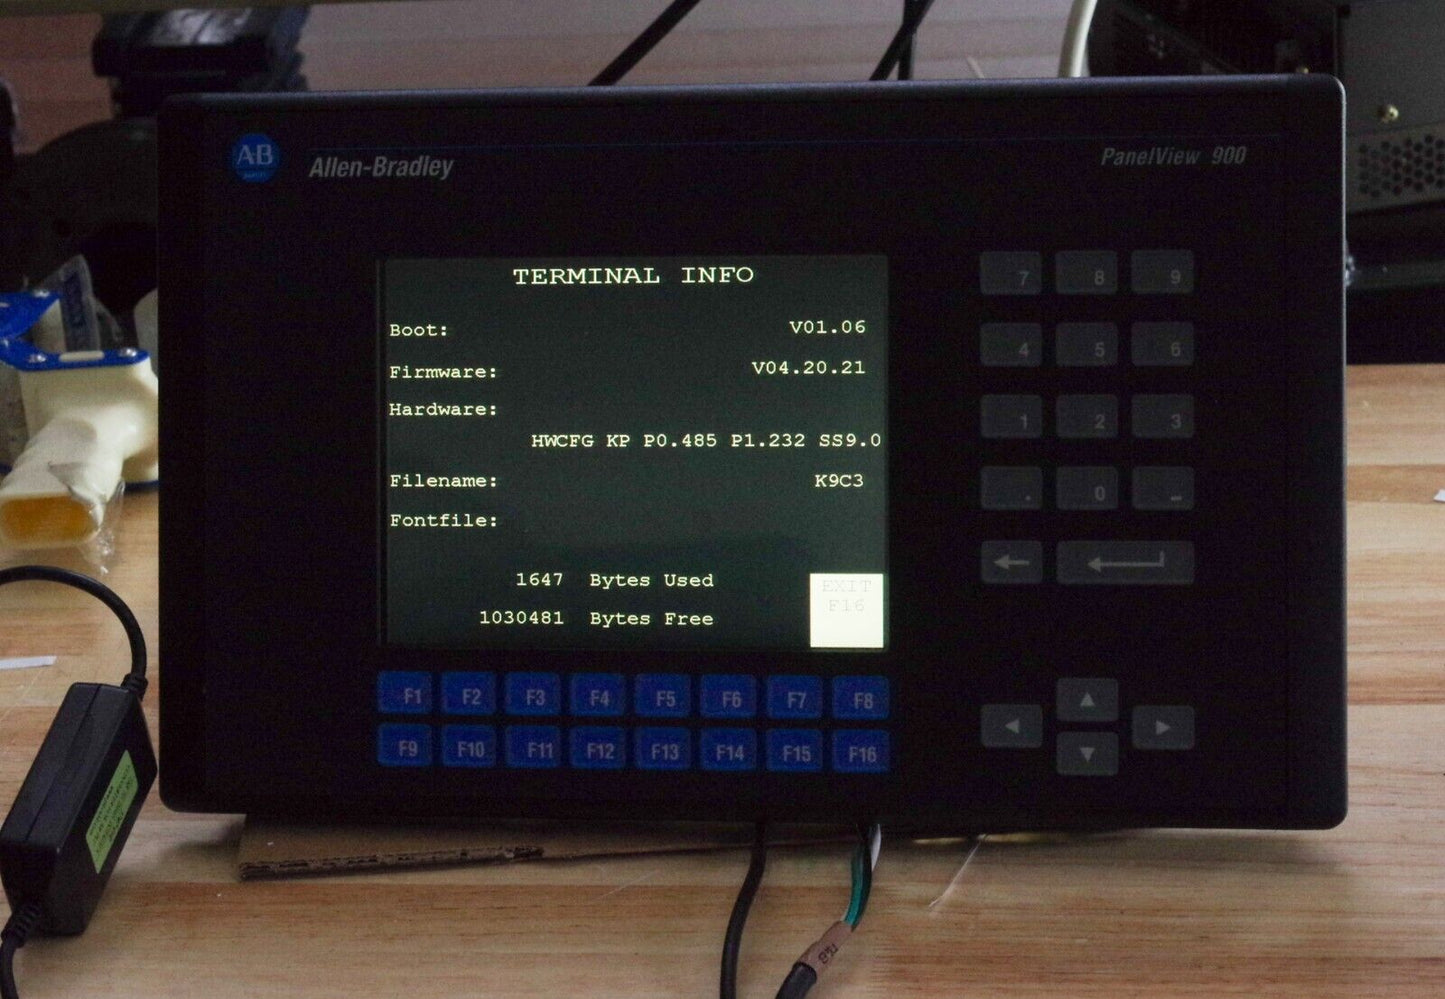 AB
Allen-Bradley
PanelView 900
TERMINAL INFO
Boot: V01.06
Firmware: V04.20.21
Hardware:
HWCFG KP P0.485 P1.232 SS9.0
Filename: K9C3
Fontfile:
1647 Bytes Used
1030481 Bytes Free
EXIT
F16
7 8 9
4 5 6
1 2 3
. 0 -
F1 F2 F3 F4 F5 F6 F7 F8
F9 F10 F11 F12 F13 F14 F15 F16